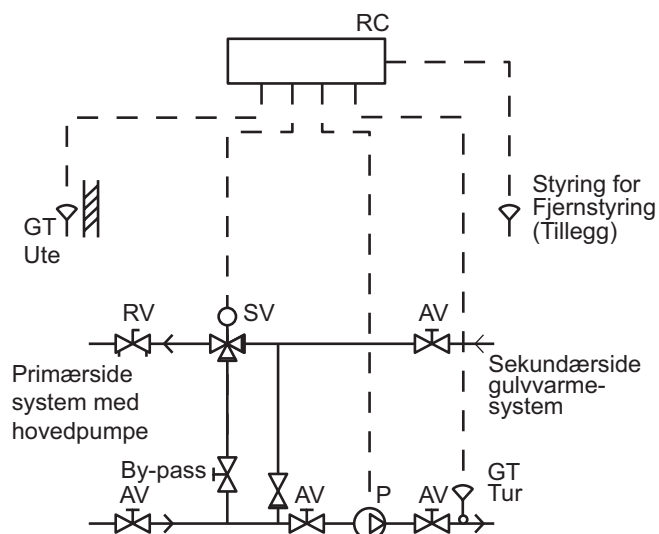 RC
GT
Ute
Styring for
Fjernstyring
(Tillegg)
RV
SV
AV
Primærside
system med
hovedpumpe
Sekundærside
gulvvarme-
system
By-pass
AV
AV
P
AV
GT
Tur